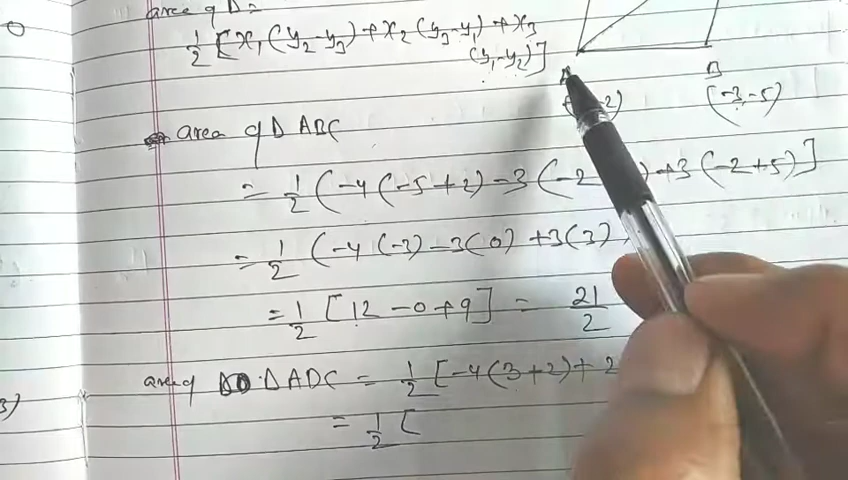 area of Δ =
1/2 [x₁(y₂-y₃)+x₂(y₃-y₁)+x₃
(y₁-y₂)]
A B
(-3,-5)
area of Δ ABC
= 1/2 (-4(-5+2)-3(-2 )+3(-2+5)]
= 1/2 (-4(-3)-3(0)+3(3)
= 1/2 [12-0+9] = 21/2
area of ΔADC = 1/2 [-4(3+2)+2
= 1/2 [
3)